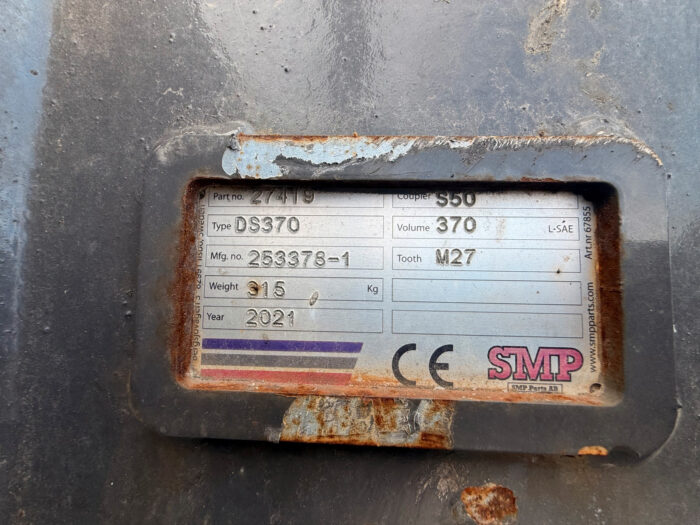 Part no. 27419 Coupler S50
Type DS370 Volume 370 L-SAE
Mfg. no. 253378-1 Tooth M27
Weight 315 Kg
Year 2021
CE SMP
SMP Parts AB
Art.nr 67855
www.smpparts.com